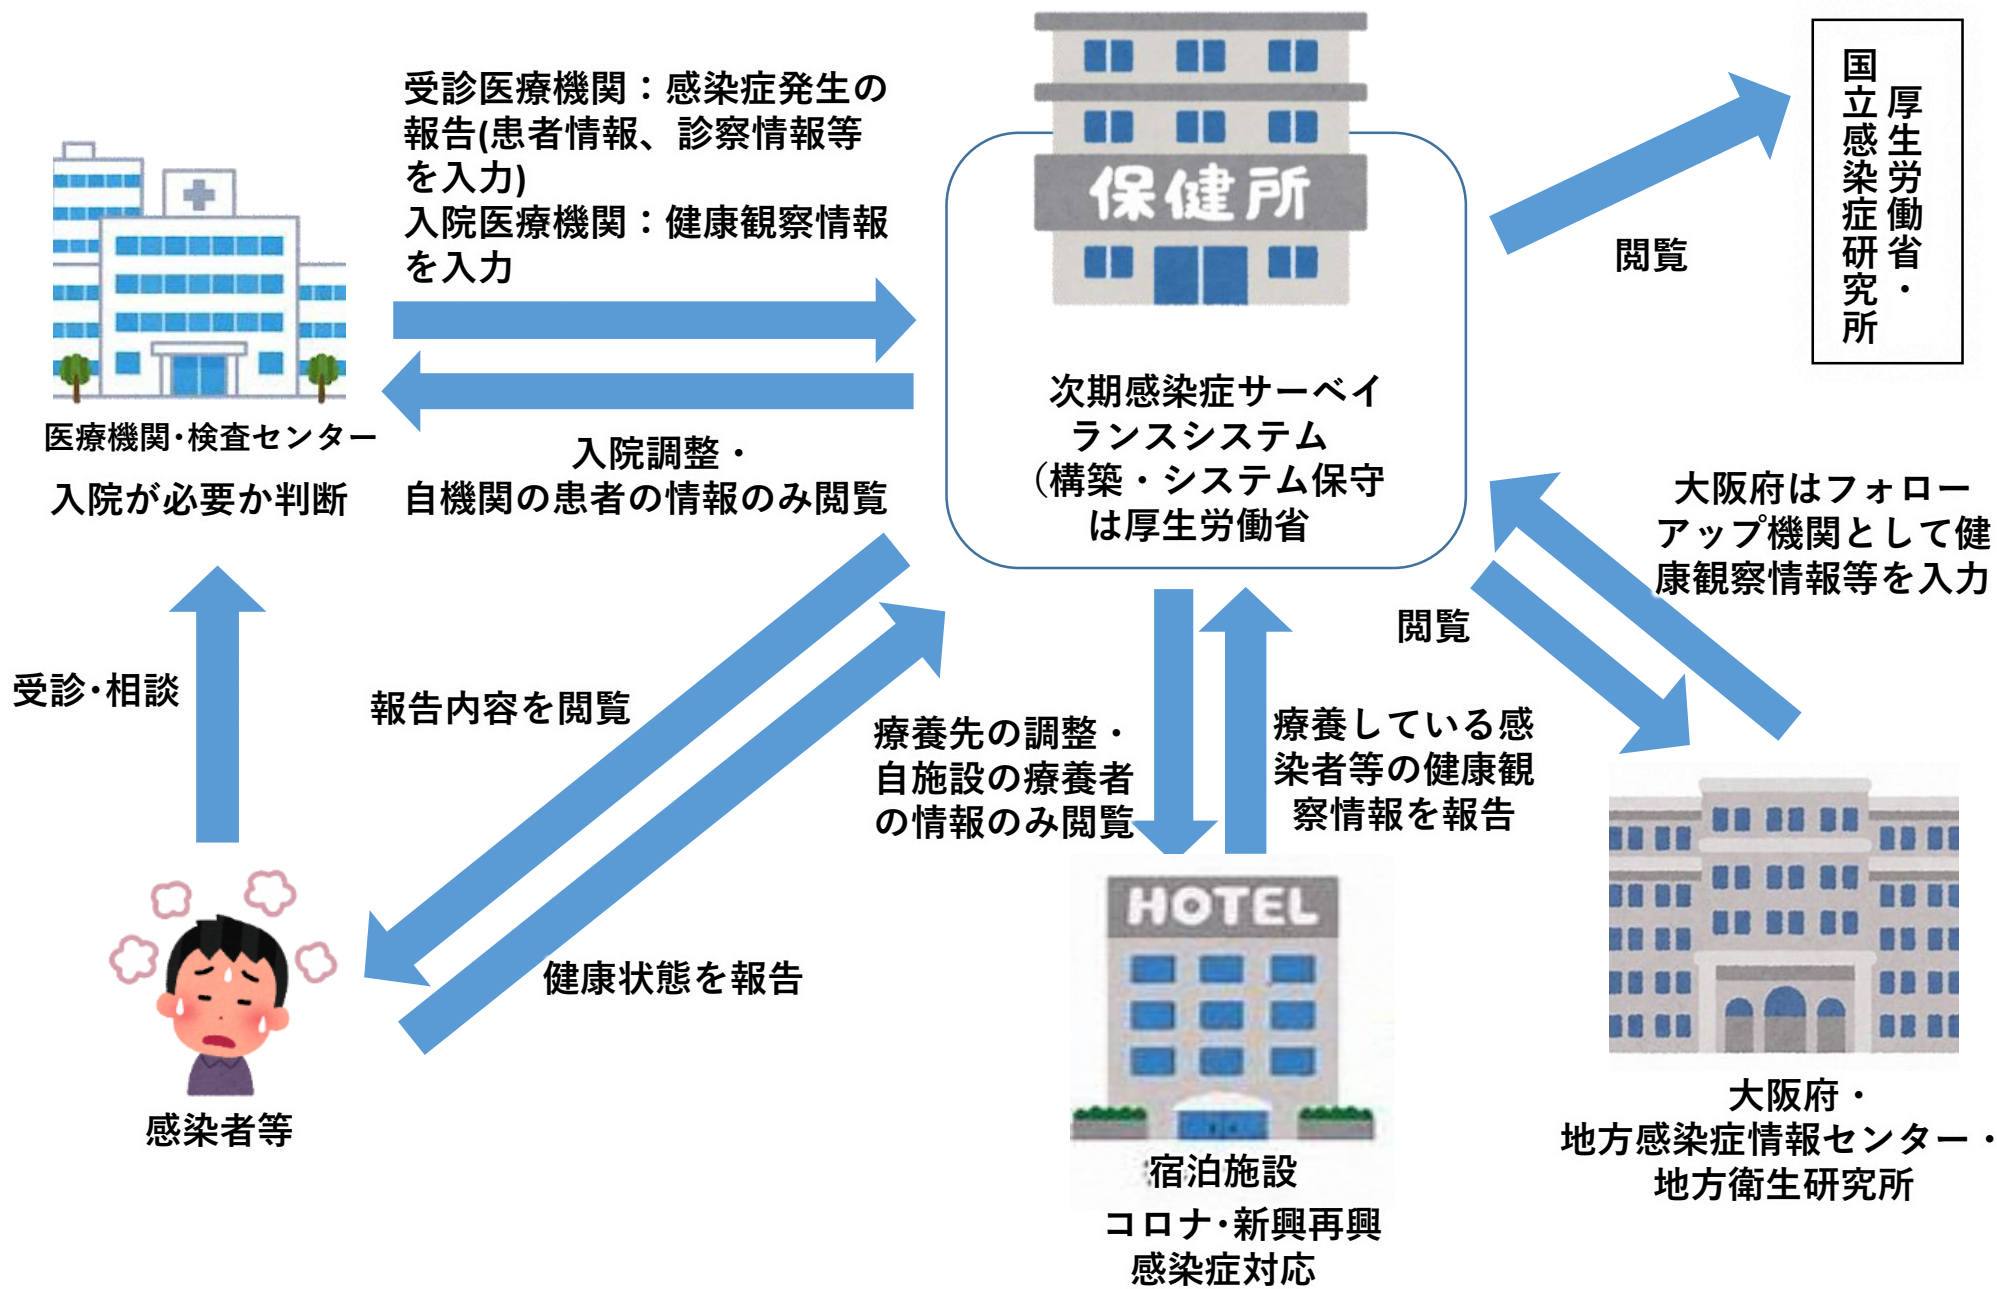 受診医療機関：感染症発生の
報告(患者情報、診察情報等
を入力)
入院医療機関：健康観察情報
を入力
保健所
閲覧
厚生労働省・
国立感染症研究所
医療機関･検査センター
入院が必要か判断
入院調整・
自機関の患者の情報のみ閲覧
次期感染症サーベイ
ランスシステム
（構築・システム保守
は厚生労働省
大阪府はフォロー
アップ機関として健
康観察情報等を入力
閲覧
受診･相談
報告内容を閲覧
療養先の調整・
自施設の療養者
の情報のみ閲覧
療養している感
染者等の健康観
察情報を報告
健康状態を報告
HOTEL
感染者等
宿泊施設
コロナ･新興再興
感染症対応
大阪府・
地方感染症情報センター・
地方衛生研究所